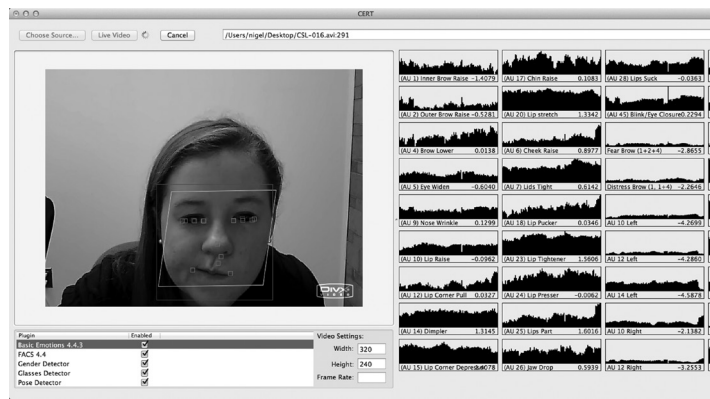 CERT
Choose Source... Live Video Cancel /Users/nigel/Desktop/CSL-016.avi:291
(AU 1) Inner Brow Raise -1.4079 (AU 17) Chin Raise 0.1083 (AU 28) Lips Suck -0.0363
(AU 2) Outer Brow Raise -0.5281 (AU 20) Lip stretch 1.3342 (AU 45) Blink/Eye Closure0.2294
(AU 4) Brow Lower 0.0138 (AU 6) Cheek Raise 0.8977 Fear Brow (1+2+4) -2.8655
(AU 5) Eye Widen -0.6040 (AU 7) Lids Tight 0.6142 Distress Brow (1, 1+4) -2.2646
(AU 9) Nose Wrinkle 0.1299 (AU 18) Lip Pucker 0.0346 AU 10 Left -4.2699
(AU 10) Lip Raise -0.0962 (AU 23) Lip Tightener 1.5606 AU 12 Left -4.2860
(AU 12) Lip Corner Pull 0.0327 (AU 24) Lip Presser -0.0062 AU 14 Left -4.5878
(AU 14) Dimpler 1.3145 (AU 25) Lips Part 1.6016 AU 10 Right -2.1382
(AU 15) Lip Corner Depress 4078 (AU 26) Jaw Drop 0.5939 AU 12 Right -3.2553
DivX
VIDEO
Plugin Enabled
Basic Emotions 4.4.3
FACS 4.4
Gender Detector
Glasses Detector
Pose Detector
Video Settings:
Width: 320
Height: 240
Frame Rate: